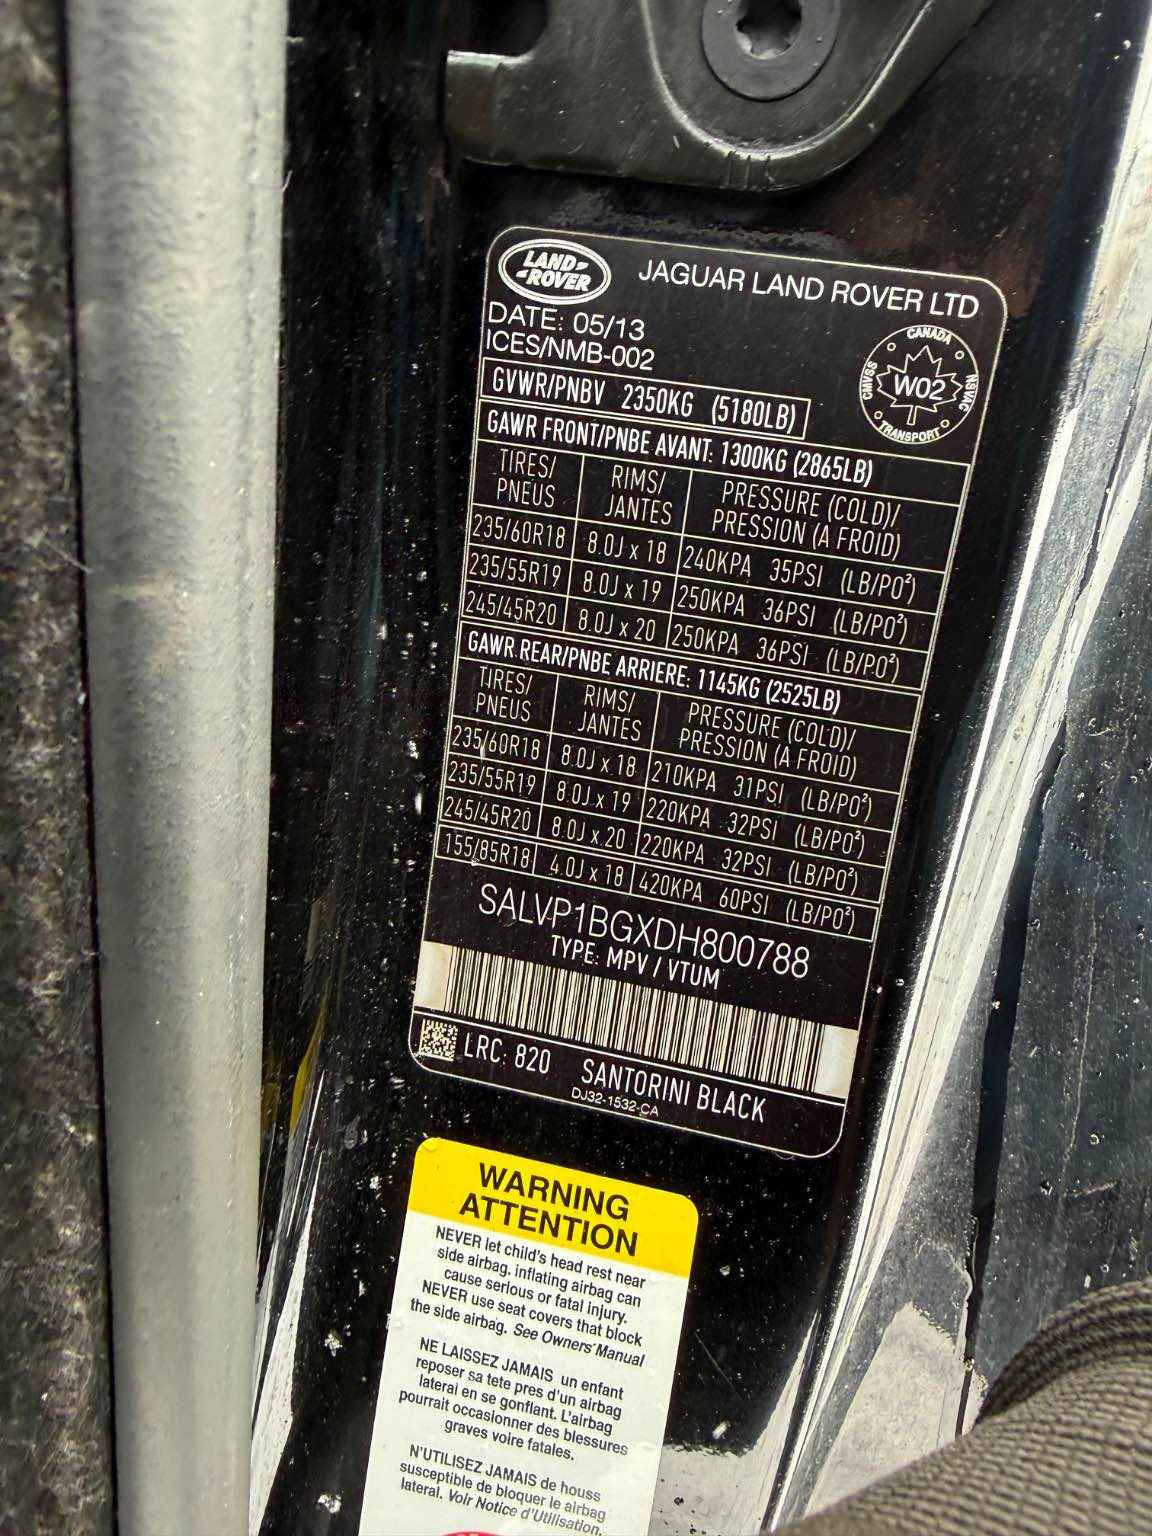 LAND ROVER
JAGUAR LAND ROVER LTD
DATE: 05/13
ICES/NMB-002
CANADA
CMVSS
W02
NSVAC
TRANSPORT
GVWR/PNBV 2350KG (5180LB)
GAWR FRONT/PNBE AVANT: 1300KG (2865LB)
TIRES/ PNEUS RIMS/ JANTES PRESSURE (COLD)/ PRESSION (A FROID)
235/60R18 8.0J x 18 240KPA 35PSI (LB/PO²)
235/55R19 8.0J x 19 250KPA 36PSI (LB/PO²)
245/45R20 8.0J x 20 250KPA 36PSI (LB/PO²)
GAWR REAR/PNBE ARRIERE: 1145KG (2525LB)
TIRES/ PNEUS RIMS/ JANTES PRESSURE (COLD)/ PRESSION (A FROID)
235/60R18 8.0J x 18 210KPA 31PSI (LB/PO²)
235/55R19 8.0J x 19 220KPA 32PSI (LB/PO²)
245/45R20 8.0J x 20 220KPA 32PSI (LB/PO²)
155/85R18 4.0J x 18 420KPA 60PSI (LB/PO²)
SALVP1BGXDH800788
TYPE: MPV / VTUM
LRC: 820 SANTORINI BLACK
DJ32-1532-CA
WARNING
ATTENTION
NEVER let child's head rest near
side airbag. inflating airbag can
cause serious or fatal injury.
NEVER use seat covers that block
the side airbag. See Owners' Manual
NE LAISSEZ JAMAIS un enfant
reposer sa tete pres d'un airbag
laterai en se gonflant. L'airbag
pourrait occasionner des blessures
graves voire fatales.
N'UTILISEZ JAMAIS de houss
susceptible de bloquer le airbag
lateral. Voir Notice d'Utilisation.